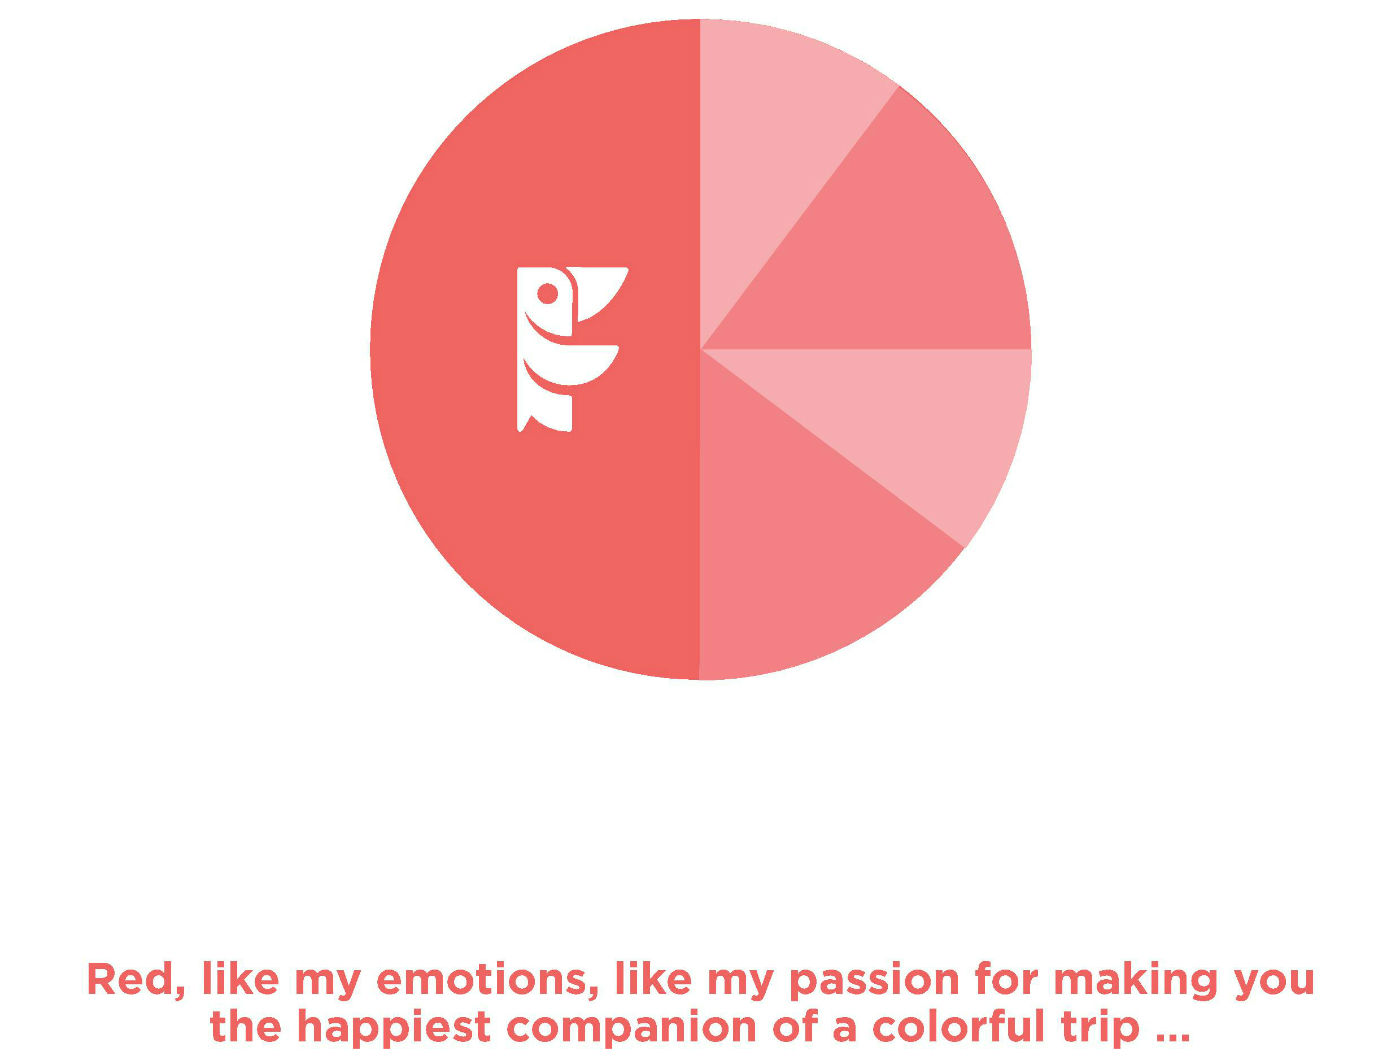 Red, like my emotions, like my passion for making you
the happiest companion of a colorful trip ...